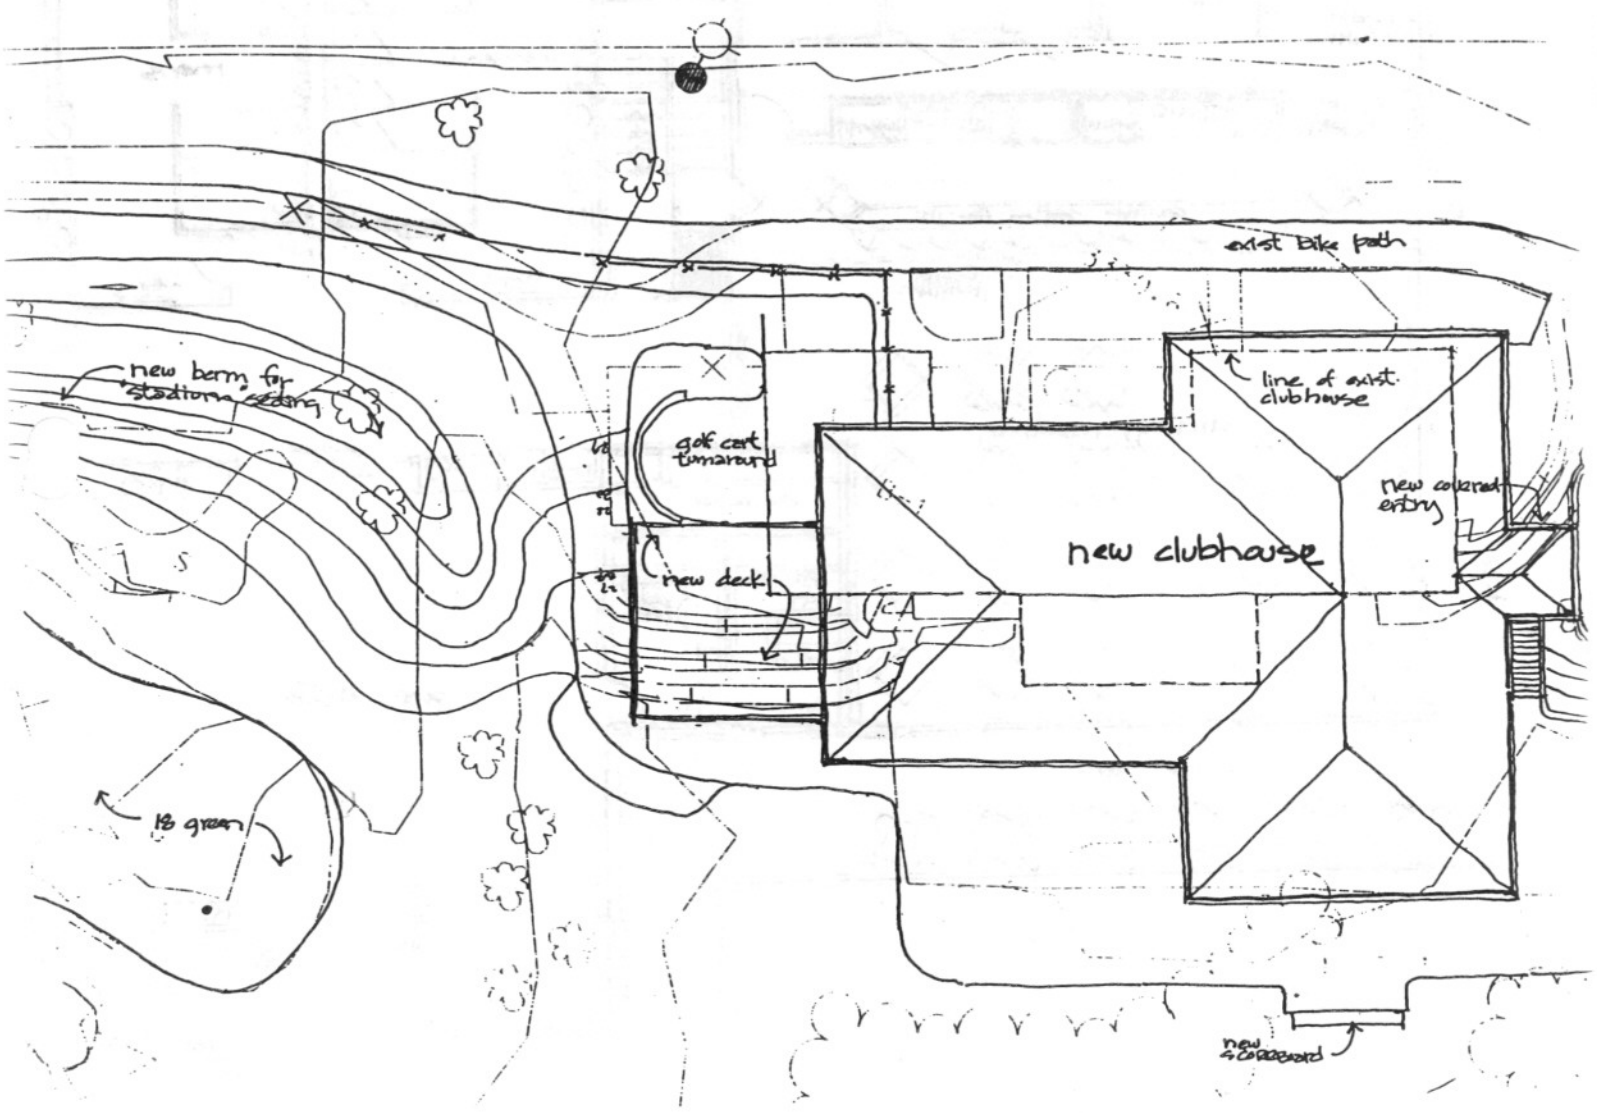 exist bike path
new berm for
"stadium" seating
line of exist.
clubhouse
golf cart
turnaround
new covered
entry
new clubhouse
new deck
18 green
new
scoreboard